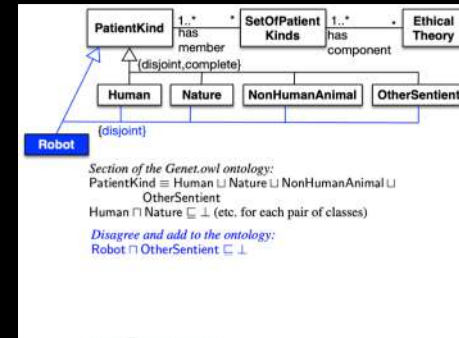 PatientKind
1..*
*
SetOfPatient
Kinds
1..*
*
Ethical
Theory
has
member
has
component
{disjoint,complete}
Human
Nature
NonHumanAnimal
OtherSentient
{disjoint}
Robot
Section of the Genet.owl ontology:
PatientKind ≡ Human ⊔ Nature ⊔ NonHumanAnimal ⊔
OtherSentient
Human ⊓ Nature ⊑ ⊥ (etc. for each pair of classes)
Disagree and add to the ontology:
Robot ⊓ OtherSentient ⊑ ⊥